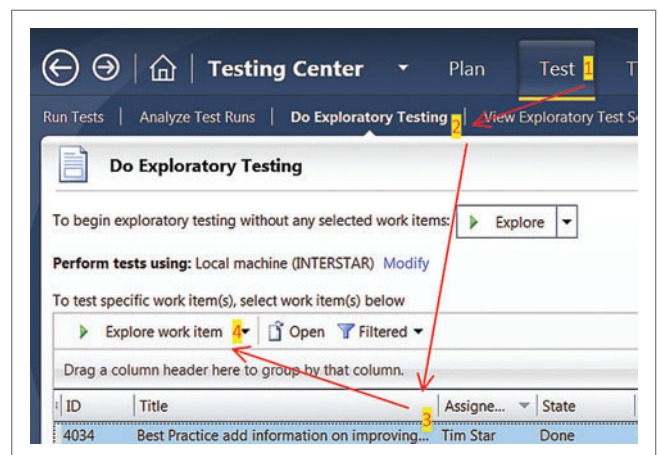 Testing Center Plan Test 1 T
Run Tests | Analyze Test Runs | Do Exploratory Testing 2 | View Exploratory Test S
Do Exploratory Testing
To begin exploratory testing without any selected work items: Explore
Perform tests using: Local machine (INTERSTAR) Modify
To test specific work item(s), select work item(s) below
Explore work item 4 Open Filtered
Drag a column header here to group by that column.
ID Title 3 Assigne... State
4034 Best Practice add information on improving... Tim Star Done